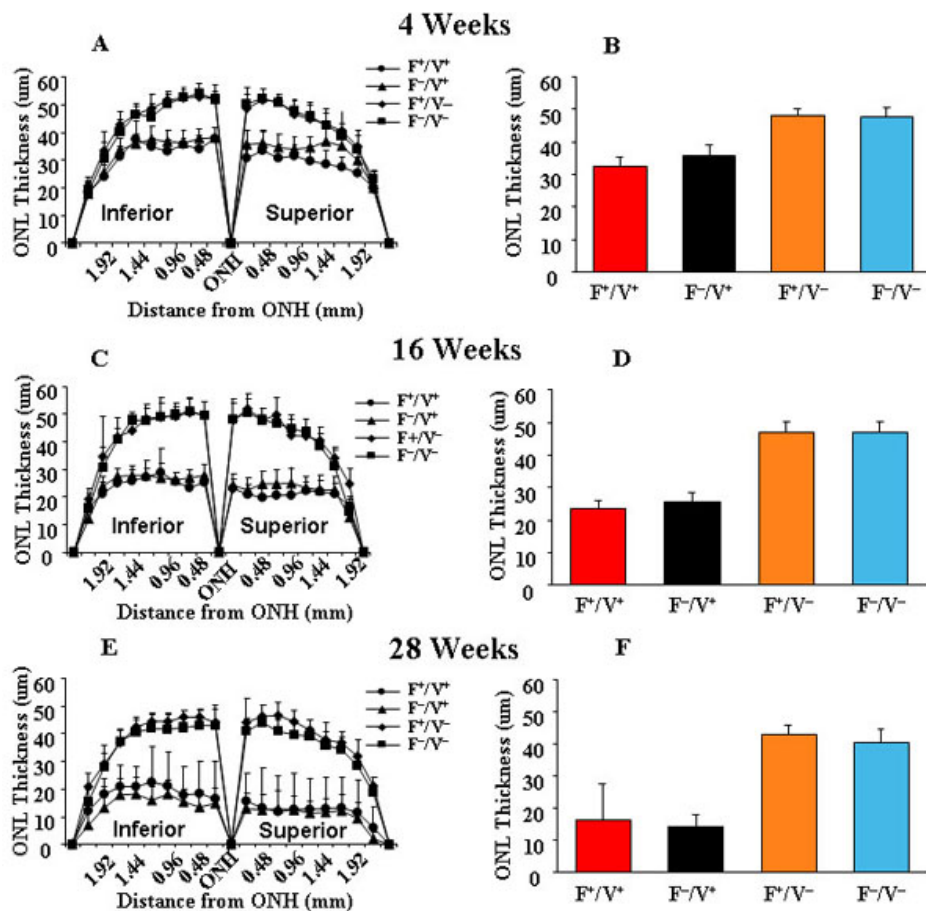 4 Weeks
A
ONL Thickness (um)
60
50
40
30
20
10
0
F⁺/V⁺
F⁻/V⁺
F⁺/V⁻
F⁻/V⁻
Inferior
Superior
1.92
1.44
0.96
0.48
ONH
0.48
0.96
1.44
1.92
Distance from ONH (mm)
B
ONL Thickness (um)
60
50
40
30
20
10
0
F⁺/V⁺
F⁻/V⁺
F⁺/V⁻
F⁻/V⁻
16 Weeks
C
ONL Thickness (um)
60
50
40
30
20
10
0
F⁺/V⁺
F⁻/V⁺
F+/V⁻
F⁻/V⁻
Inferior
Superior
1.92
1.44
0.96
0.48
ONH
0.48
0.96
1.44
1.92
Distance from ONH (mm)
D
ONL Thickness (um)
60
50
40
30
20
10
0
F⁺/V⁺
F⁻/V⁺
F⁺/V⁻
F⁻/V⁻
28 Weeks
E
ONL Thickness (um)
60
50
40
30
20
10
0
F⁺/V⁺
F⁻/V⁺
F⁺/V⁻
F⁻/V⁻
Inferior
Superior
1.92
1.44
0.96
0.48
ONH
0.48
0.96
1.44
1.92
Distance from ONH (mm)
F
ONL Thickness (um)
60
50
40
30
20
10
0
F⁺/V⁺
F⁻/V⁺
F⁺/V⁻
F⁻/V⁻